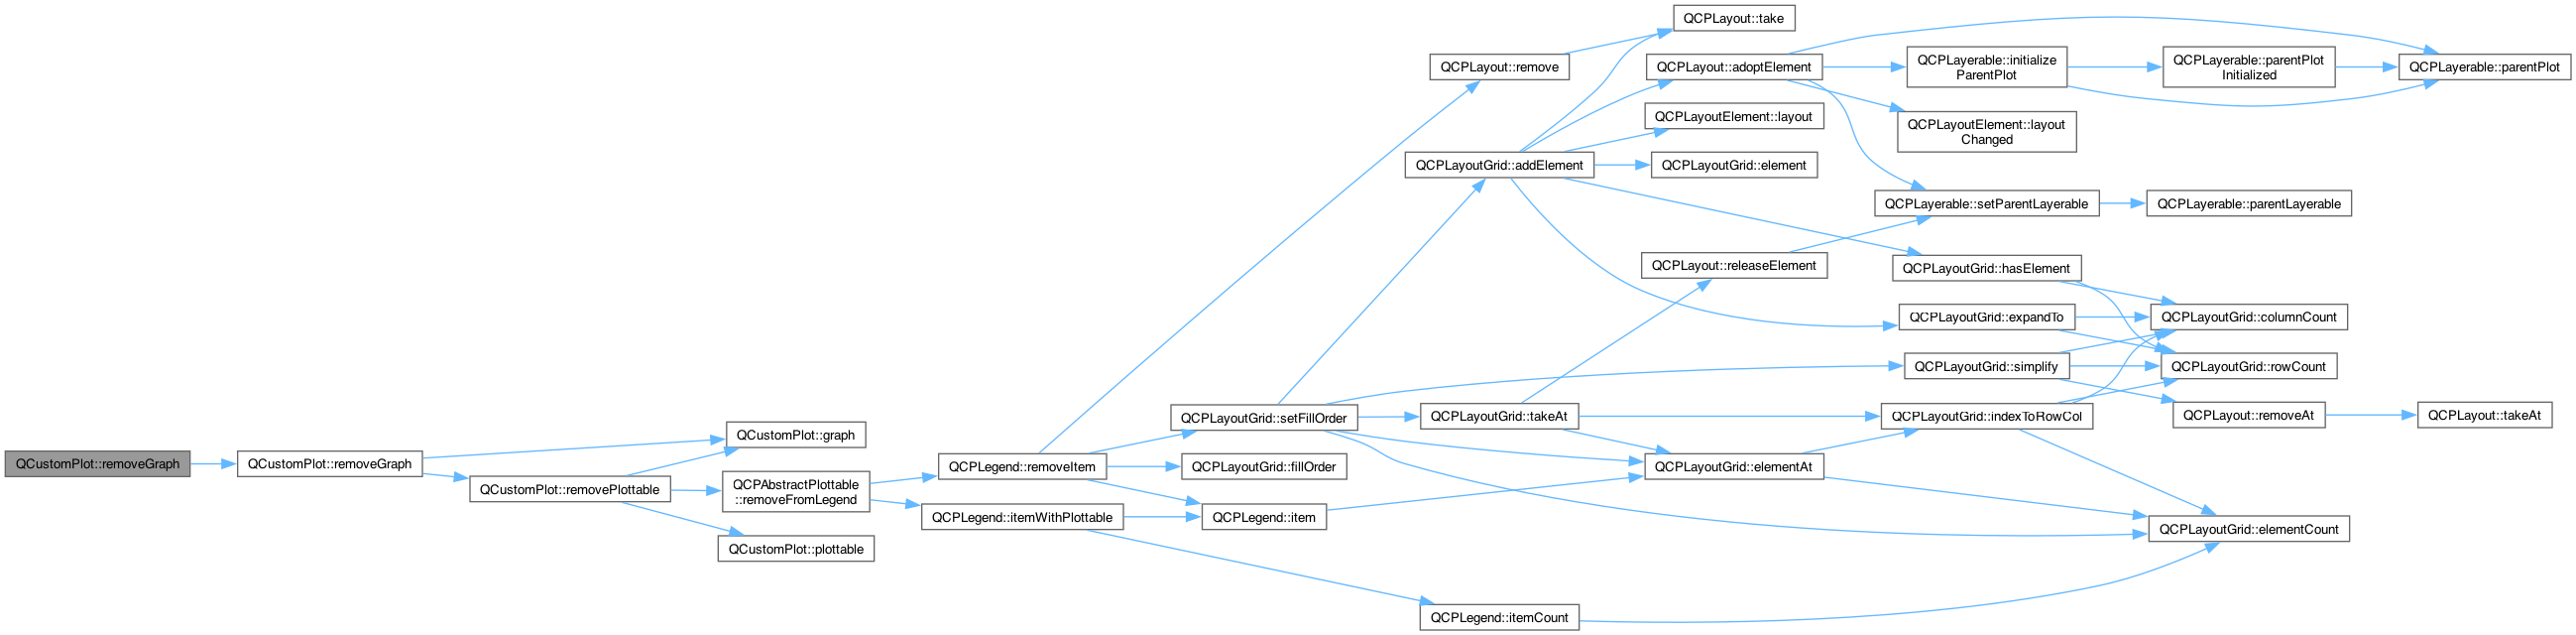 QCustomPlot::removeGraph
QCustomPlot::removeGraph
QCustomPlot::graph
QCustomPlot::removePlottable
QCPAbstractPlottable
::removeFromLegend
QCustomPlot::plottable
QCPLegend::removeItem
QCPLegend::itemWithPlottable
QCPLayoutGrid::setFillOrder
QCPLayoutGrid::fillOrder
QCPLegend::item
QCPLayout::remove
QCPLayoutGrid::addElement
QCPLayoutGrid::takeAt
QCPLegend::itemCount
QCPLayout::take
QCPLayout::adoptElement
QCPLayoutElement::layout
QCPLayoutGrid::element
QCPLayout::releaseElement
QCPLayoutGrid::elementAt
QCPLayerable::initialize
ParentPlot
QCPLayoutElement::layout
Changed
QCPLayerable::setParentLayerable
QCPLayoutGrid::hasElement
QCPLayoutGrid::expandTo
QCPLayoutGrid::simplify
QCPLayoutGrid::indexToRowCol
QCPLayerable::parentPlot
Initialized
QCPLayerable::parentLayerable
QCPLayoutGrid::columnCount
QCPLayoutGrid::rowCount
QCPLayout::removeAt
QCPLayoutGrid::elementCount
QCPLayerable::parentPlot
QCPLayout::takeAt